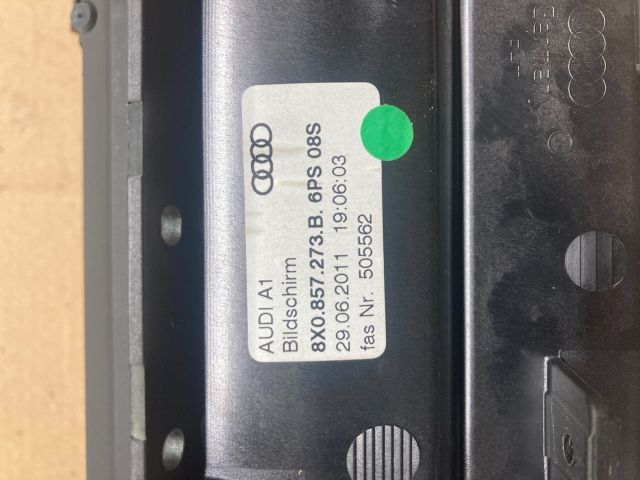 AUDI A1
Bildschirm
8X0.857.273.B. 6PS 08S
29.06.2011 19:06:03
fas Nr. 505562